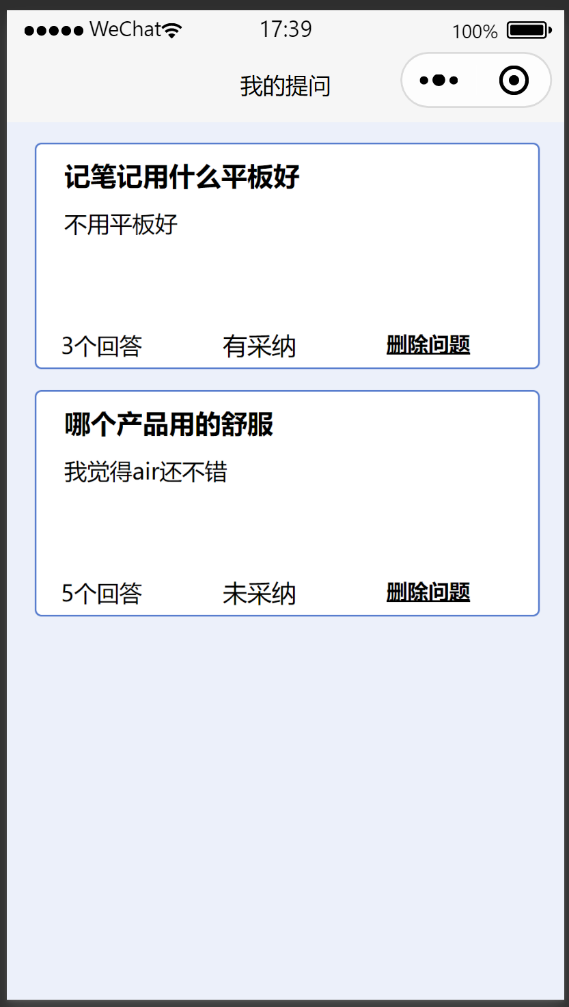 WeChat 17:39 100%
我的提问
记笔记用什么平板好
不用平板好
3个回答 有采纳 删除问题
哪个产品用的舒服
我觉得air还不错
5个回答 未采纳 删除问题